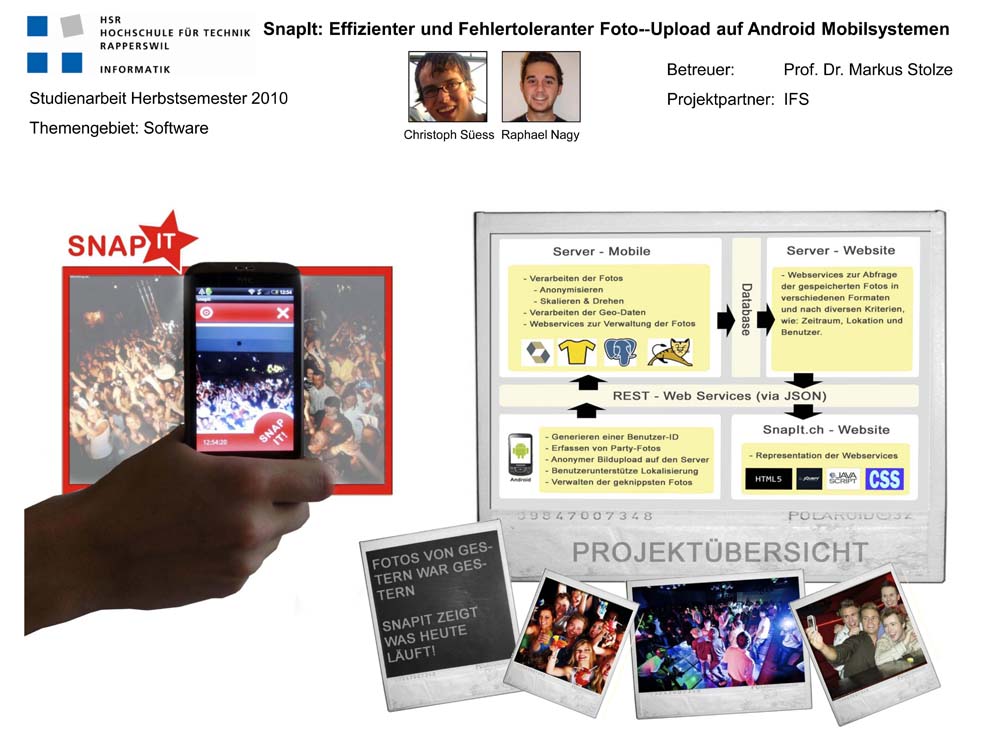 HSR
HOCHSCHULE FÜR TECHNIK
RAPPERSWIL
INFORMATIK
SnapIt: Effizienter und Fehlertoleranter Foto--Upload auf Android Mobilsystemen
Studienarbeit Herbstsemester 2010
Themengebiet: Software
Christoph Süess
Raphael Nagy
Betreuer: Prof. Dr. Markus Stolze
Projektpartner: IFS
SNAP IT
12:54
12:54:20
SNAP
IT!
Server - Mobile
- Verarbeiten der Fotos
- Anonymisieren
- Skalieren & Drehen
- Verarbeiten der Geo-Daten
- Webservices zur Verwaltung der Fotos
Database
Server - Website
- Webservices zur Abfrage
der gespeicherten Fotos in
verschiedenen Formaten
und nach diversen Kriterien,
wie: Zeitraum, Lokation und
Benutzer.
REST - Web Services (via JSON)
Android
- Generieren einer Benutzer-ID
- Erfassen von Party-Fotos
- Anonymer Bildupload auf den Server
- Benutzerunterstütze Lokalisierung
- Verwalten der geknippsten Fotos
SnapIt.ch - Website
- Representation der Webservices
HTML5
jQuery
JAVA
SCRIPT
CSS
09847007348
PROJEKTÜBERSICHT
FOTOS VON GES-
TERN WAR GES-
TERN
SNAPIT ZEIGT
WAS HEUTE
LÄUFT!